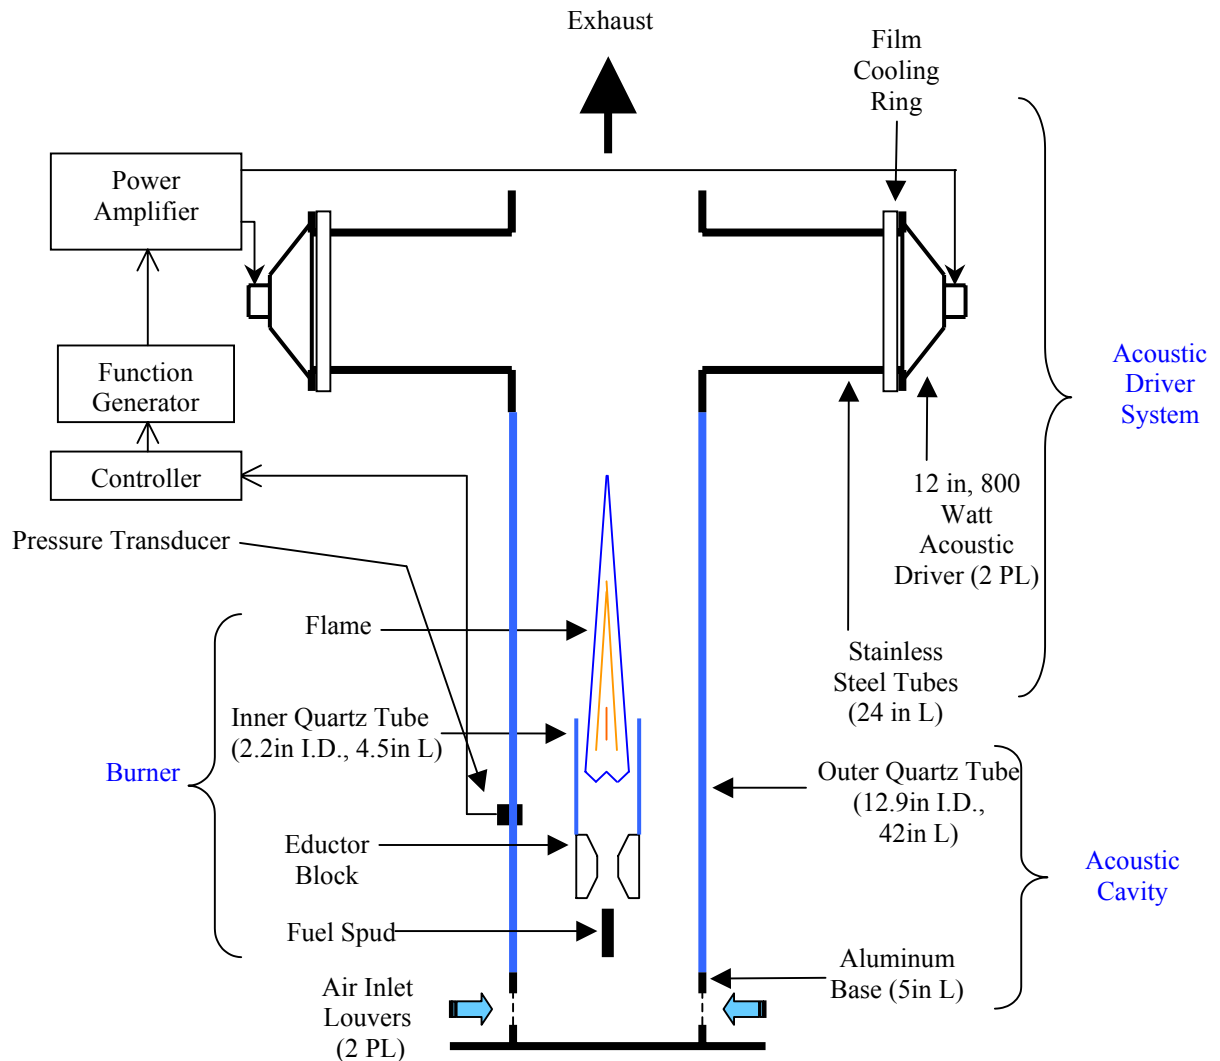 Exhaust
Film
Cooling
Ring
Power
Amplifier
Function
Generator
Controller
Acoustic
Driver
System
12 in, 800
Watt
Acoustic
Driver (2 PL)
Pressure Transducer
Flame
Stainless
Steel Tubes
(24 in L)
Inner Quartz Tube
(2.2in I.D., 4.5in L)
Burner
Outer Quartz Tube
(12.9in I.D.,
42in L)
Eductor
Block
Acoustic
Cavity
Fuel Spud
Air Inlet
Louvers
(2 PL)
Aluminum
Base (5in L)